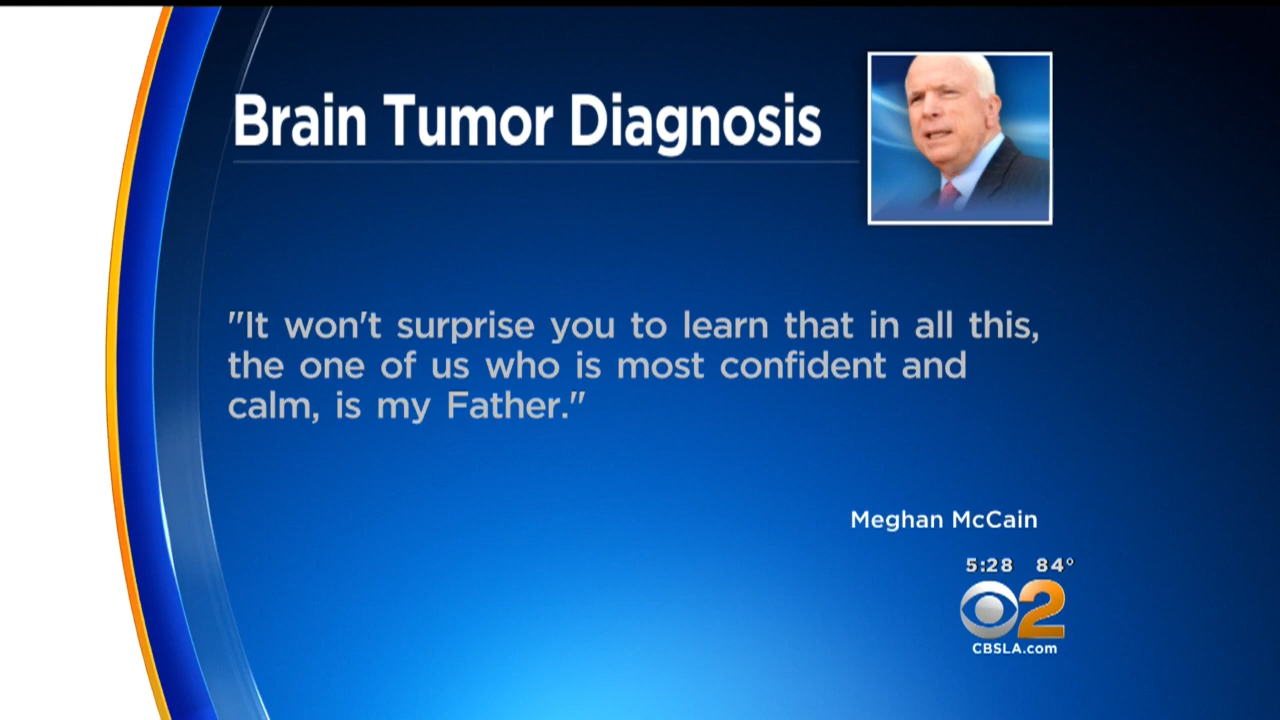 Brain Tumor Diagnosis
"It won't surprise you to learn that in all this,
the one of us who is most confident and
calm, is my Father."
Meghan McCain
5:28 84°
2
CBSLA.com